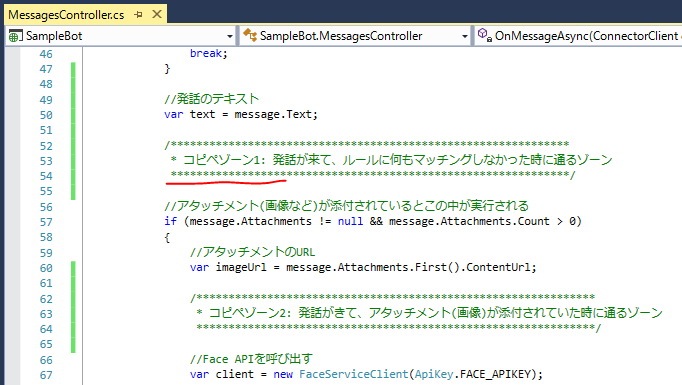 MessagesController.cs
SampleBot
SampleBot.MessagesController
OnMessageAsync(ConnectorClient c
46 break;
47 }
48
49 //発話のテキスト
50 var text = message.Text;
51
52 /**************************************************************
53 * コピペゾーン1: 発話が来て、ルールに何もマッチングしなかった時に通るゾーン
54 **************************************************************/
55
56 //アタッチメント(画像など)が添付されているとこの中が実行される
57 if (message.Attachments != null && message.Attachments.Count > 0)
58 {
59 //アタッチメントのURL
60 var imageUrl = message.Attachments.First().ContentUrl;
61
62 /**************************************************************
63 * コピペゾーン2: 発話がきて、アタッチメント(画像)が添付されていた時に通るゾーン
64 **************************************************************/
65
66 //Face APIを呼び出す
67 var client = new FaceServiceClient(ApiKey.FACE_APIKEY);